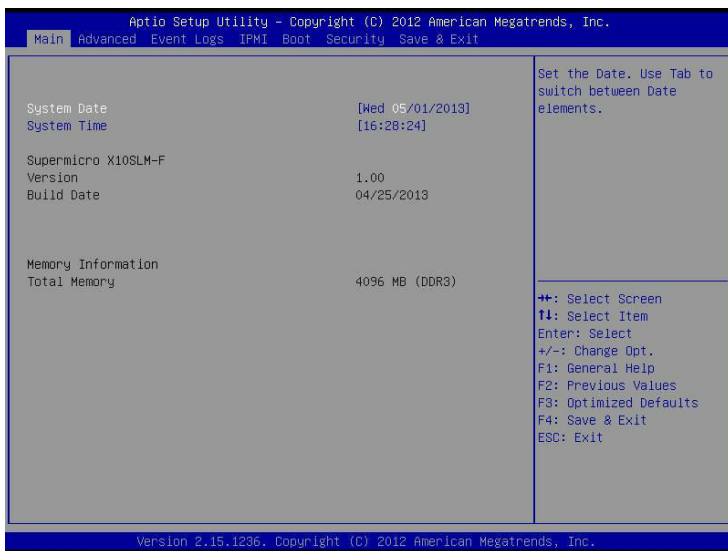 Aptio Setup Utility – Copyright (C) 2012 American Megatrends, Inc.
Main Advanced Event Logs IPMI Boot Security Save & Exit
Set the Date. Use Tab to
switch between Date
elements.
System Date [Wed 05/01/2013]
System Time [16:28:24]
Supermicro X10SLM-F
Version 1.00
Build Date 04/25/2013
Memory Information
Total Memory 4096 MB (DDR3)
→←: Select Screen
↑↓: Select Item
Enter: Select
+/-: Change Opt.
F1: General Help
F2: Previous Values
F3: Optimized Defaults
F4: Save & Exit
ESC: Exit
Version 2.15.1236. Copyright (C) 2012 American Megatrends, Inc.